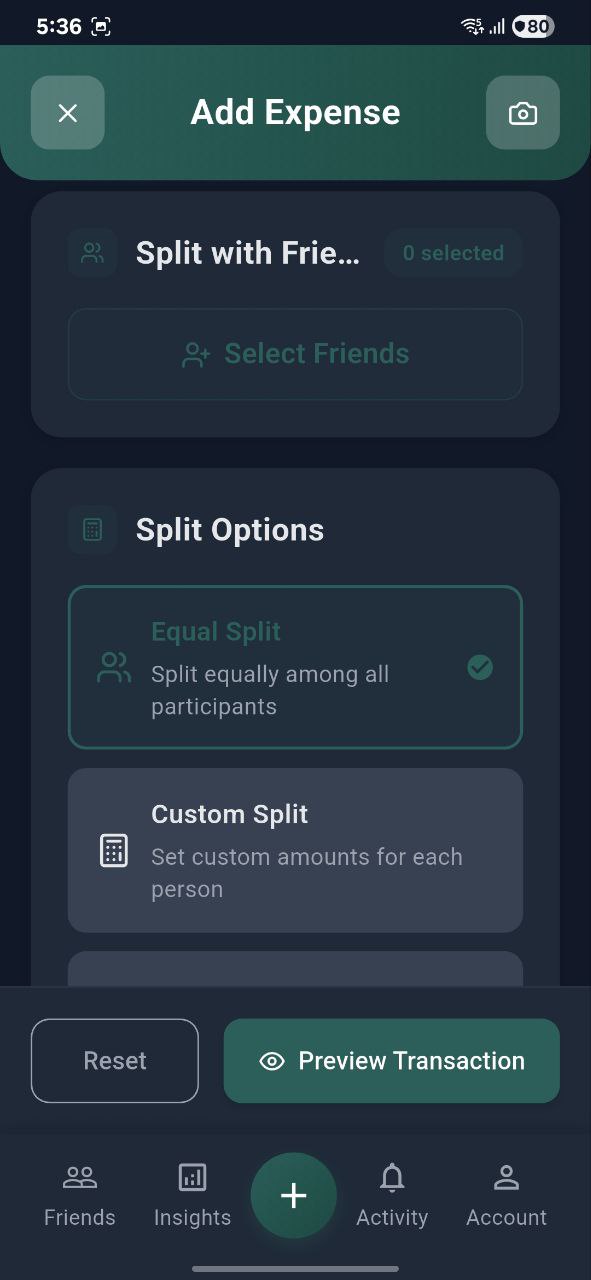 5:36
5
80
Add Expense
Split with Frie...
0 selected
Select Friends
Split Options
Equal Split
Split equally among all
participants
Custom Split
Set custom amounts for each
person
Reset
Preview Transaction
Friends
Insights
Activity
Account